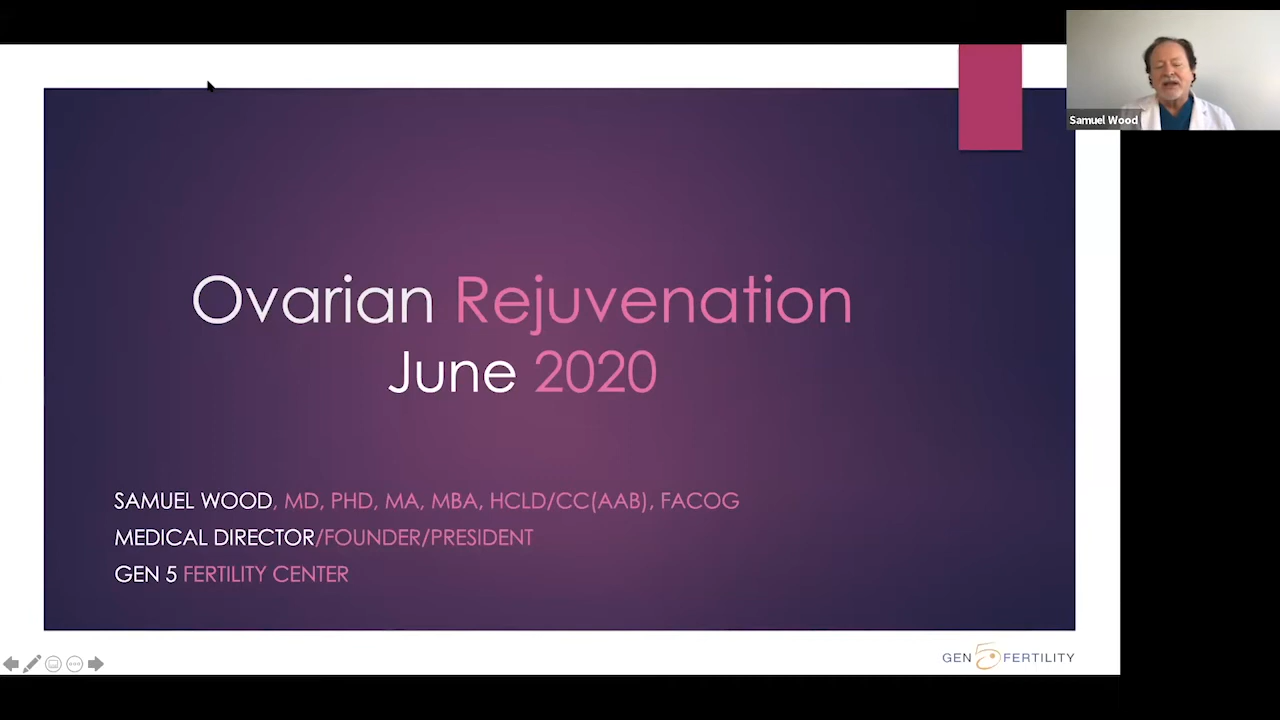 Samuel Wood
Ovarian Rejuvenation
June 2020
SAMUEL WOOD, MD, PHD, MA, MBA, HCLD/CC(AAB), FACOG
MEDICAL DIRECTOR/FOUNDER/PRESIDENT
GEN 5 FERTILITY CENTER
GEN 5 FERTILITY